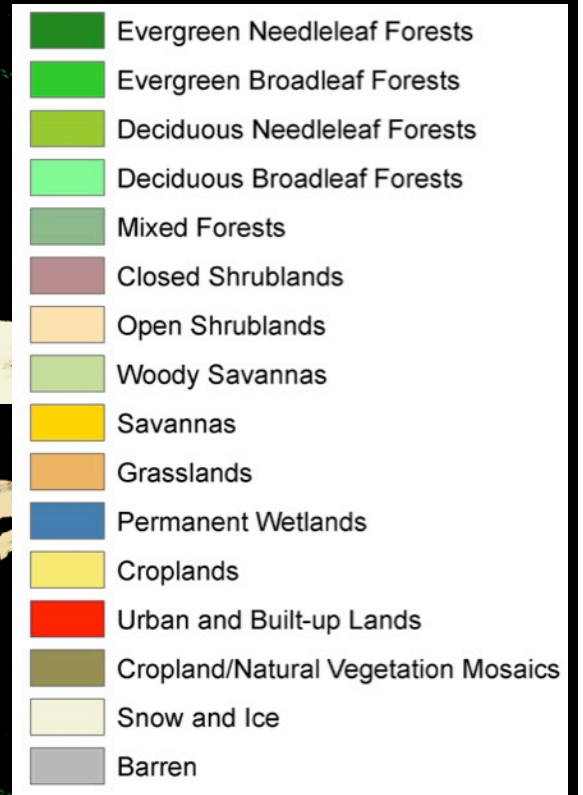 Evergreen Needleleaf Forests
Evergreen Broadleaf Forests
Deciduous Needleleaf Forests
Deciduous Broadleaf Forests
Mixed Forests
Closed Shrublands
Open Shrublands
Woody Savannas
Savannas
Grasslands
Permanent Wetlands
Croplands
Urban and Built-up Lands
Cropland/Natural Vegetation Mosaics
Snow and Ice
Barren